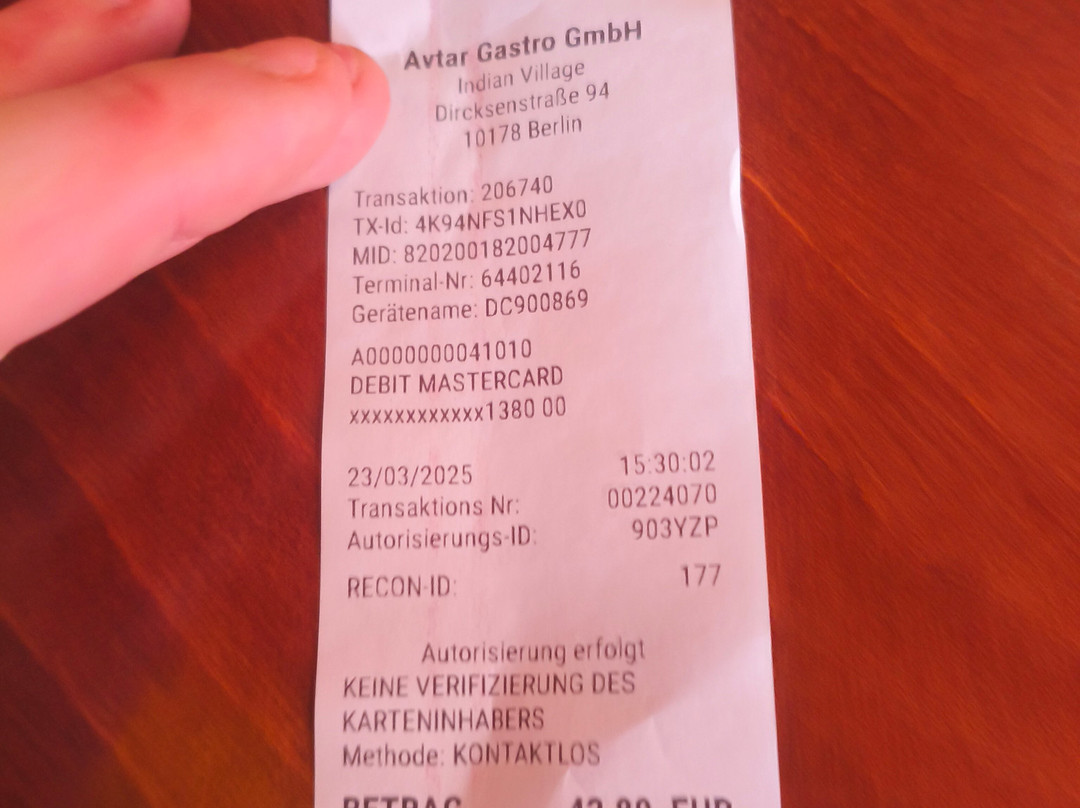 Avtar Gastro GmbH
Indian Village
Dircksenstraße 94
10178 Berlin
Transaktion: 206740
TX-Id: 4K94NFS1NHEX0
MID: 820200182004777
Terminal-Nr: 64402116
Gerätename: DC900869
A0000000041010
DEBIT MASTERCARD
xxxxxxxxxxxx1380 00
23/03/2025 15:30:02
Transaktions Nr: 00224070
Autorisierungs-ID: 903YZP
RECON-ID: 177
Autorisierung erfolgt
KEINE VERIFIZIERUNG DES
KARTENINHABERS
Methode: KONTAKTLOS
BETRAG EUR